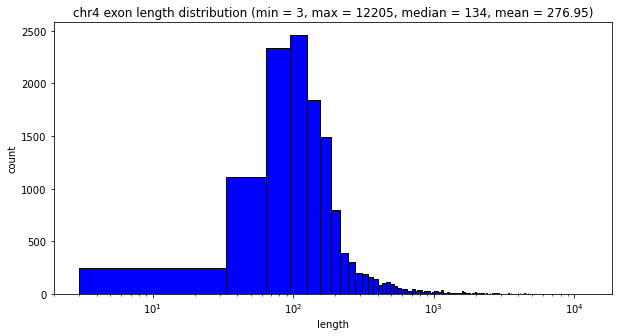 chr4 exon length distribution (min = 3, max = 12205, median = 134, mean = 276.95)
2500
2000
1500
1000
500
0
count
10¹ 10² 10³ 10⁴
length